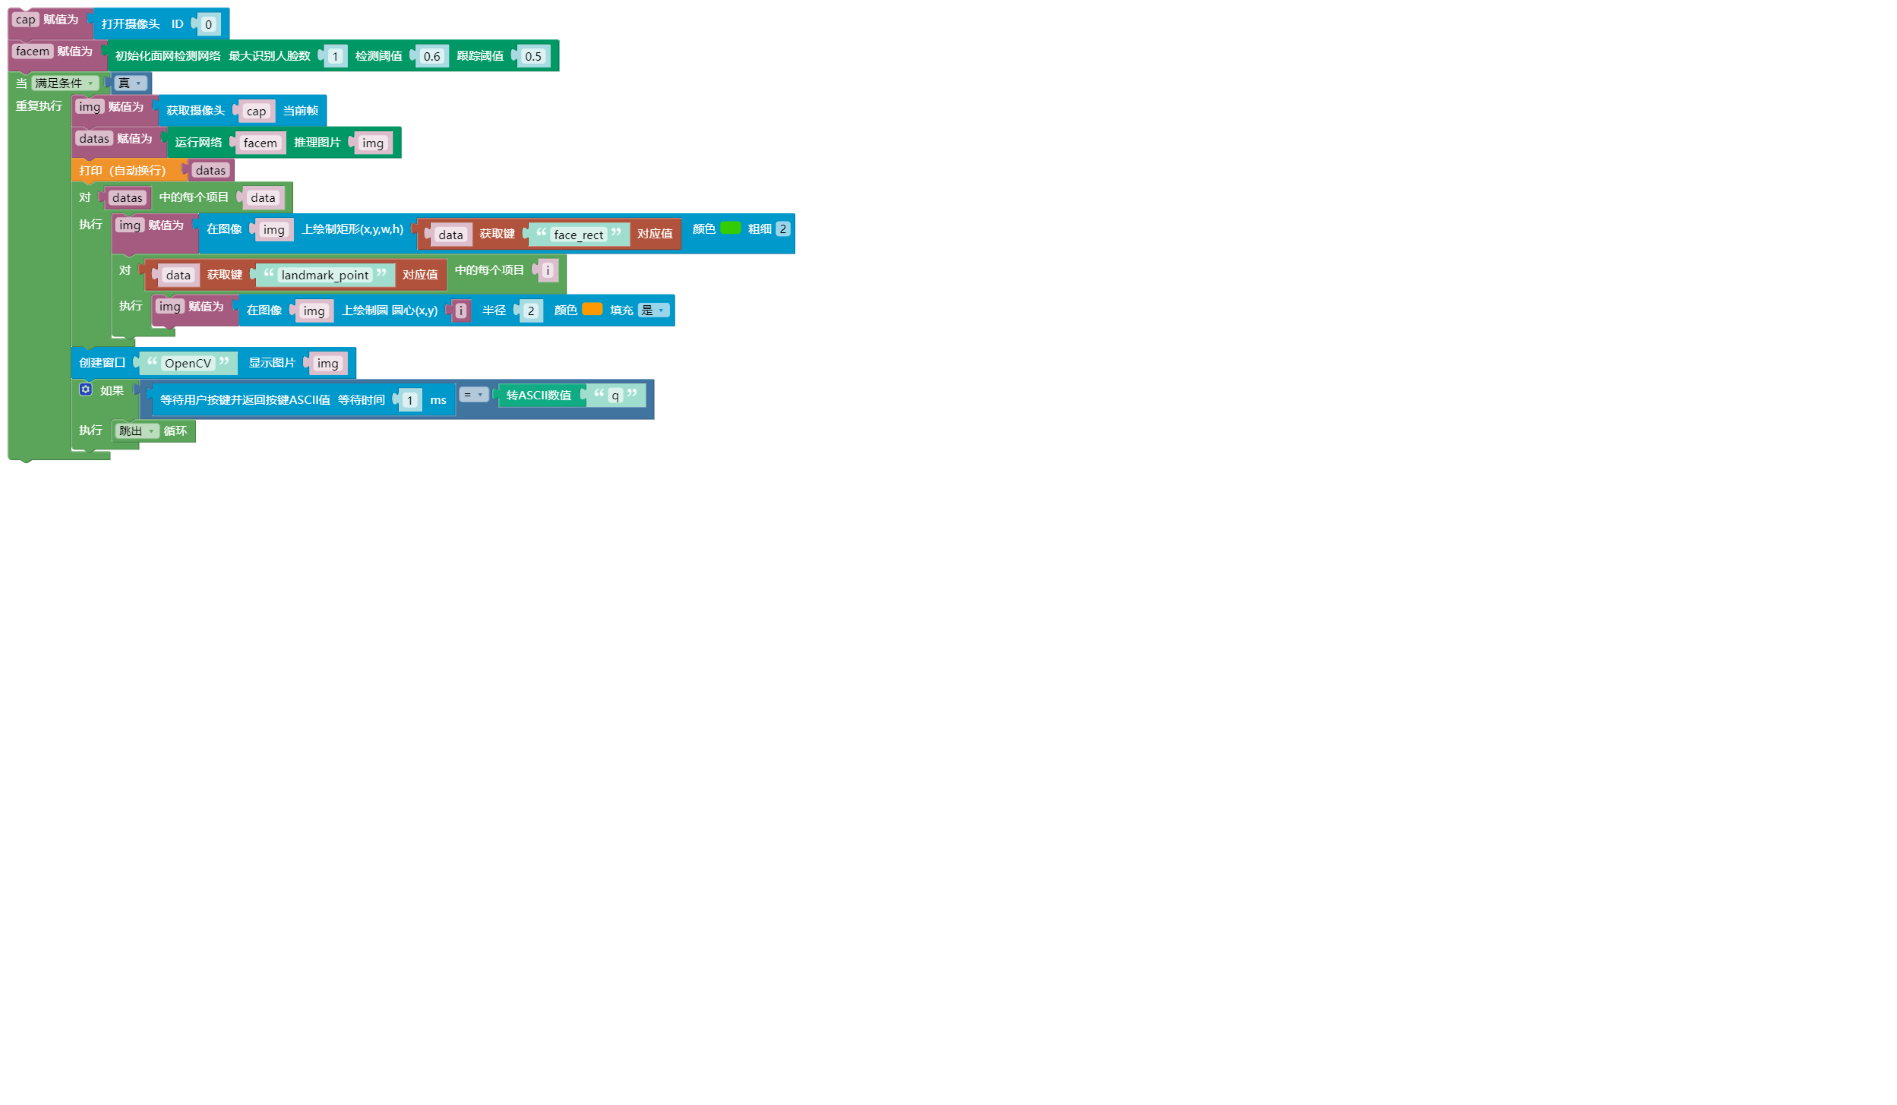 cap 赋值为 打开摄像头 ID 0
facem 赋值为 初始化面网检测网络 最大识别人脸数 1 检测阈值 0.6 跟踪阈值 0.5
当 满足条件 真
重复执行 img 赋值为 获取摄像头 cap 当前帧
datas 赋值为 运行网络 facem 推理图片 img
打印（自动换行） datas
对 datas 中的每个项目 data
执行 img 赋值为 在图像 img 上绘制矩形(x,y,w,h) data 获取键 “ face_rect ” 对应值 颜色 粗细 2
对 data 获取键 “ landmark_point ” 对应值 中的每个项目 i
执行 img 赋值为 在图像 img 上绘制圆 圆心(x,y) i 半径 2 颜色 填充 是
创建窗口 “ OpenCV ” 显示图片 img
如果 等待用户按键并返回按键ASCII值 等待时间 1 ms = 转ASCII数值 “ q ”
执行 跳出 循环